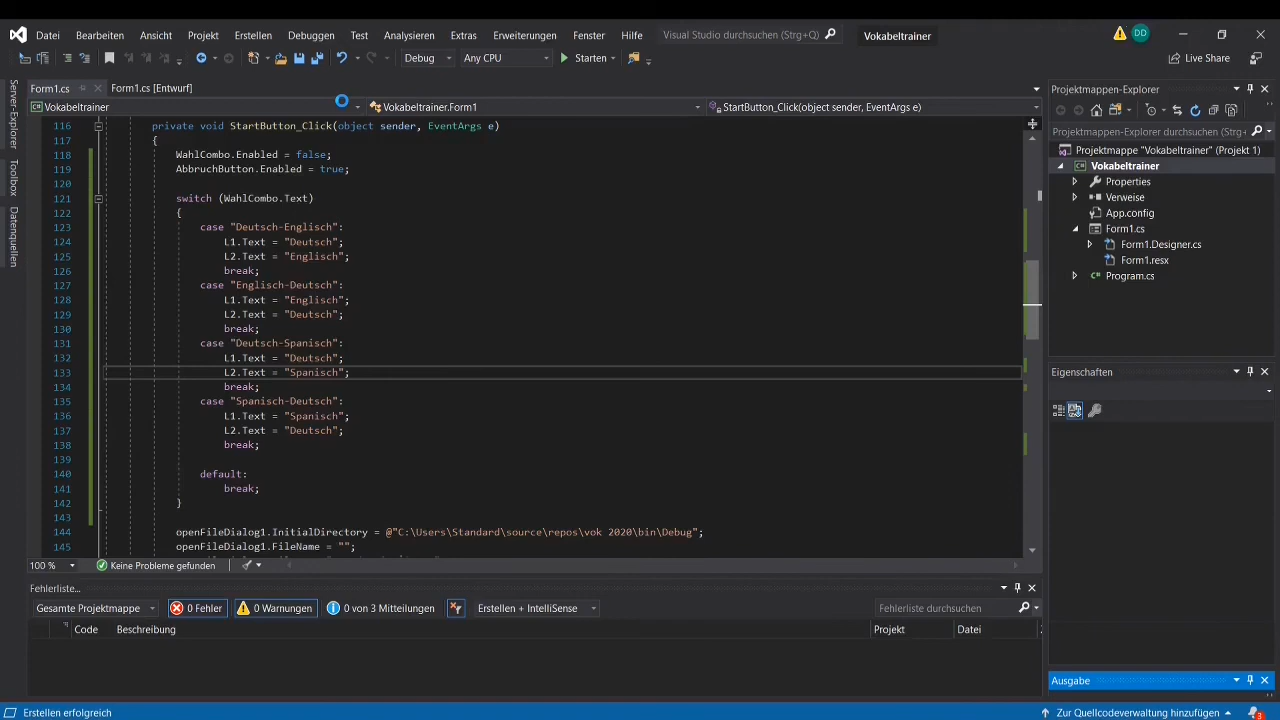 Datei Bearbeiten Ansicht Projekt Erstellen Debuggen Test Analysieren Extras Erweiterungen Fenster Hilfe Visual Studio durchsuchen (Strg+Q) Vokabeltrainer DD
Debug Any CPU Starten Live Share
Form1.cs Form1.cs [Entwurf]
Vokabeltrainer Vokabeltrainer.Form1 StartButton_Click(object sender, EventArgs e)
Server-Explorer
Toolbox
Datenquellen
116 private void StartButton_Click(object sender, EventArgs e)
117 {
118 WahlCombo.Enabled = false;
119 AbbruchButton.Enabled = true;
120
121 switch (WahlCombo.Text)
122 {
123 case "Deutsch-Englisch":
124 L1.Text = "Deutsch";
125 L2.Text = "Englisch";
126 break;
127 case "Englisch-Deutsch":
128 L1.Text = "Englisch";
129 L2.Text = "Deutsch";
130 break;
131 case "Deutsch-Spanisch":
132 L1.Text = "Deutsch";
133 L2.Text = "Spanisch";
134 break;
135 case "Spanisch-Deutsch":
136 L1.Text = "Spanisch";
137 L2.Text = "Deutsch";
138 break;
139
140 default:
141 break;
142 }
143
144 openFileDialog1.InitialDirectory = @"C:\Users\Standard\source\repos\vok 2020\bin\Debug";
145 openFileDialog1.FileName = "";
100 % Keine Probleme gefunden
Fehlerliste...
Gesamte Projektmappe 0 Fehler 0 Warnungen 0 von 3 Mitteilungen Erstellen + IntelliSense Fehlerliste durchsuchen
Code Beschreibung Projekt Datei
Projektmappen-Explorer
Projektmappen-Explorer durchsuchen (Strg+
Projektmappe "Vokabeltrainer" (Projekt 1)
Vokabeltrainer
Properties
Verweise
App.config
Form1.cs
Form1.Designer.cs
Form1.resx
Program.cs
Eigenschaften
Ausgabe
Erstellen erfolgreich Zur Quellcodeverwaltung hinzufügen